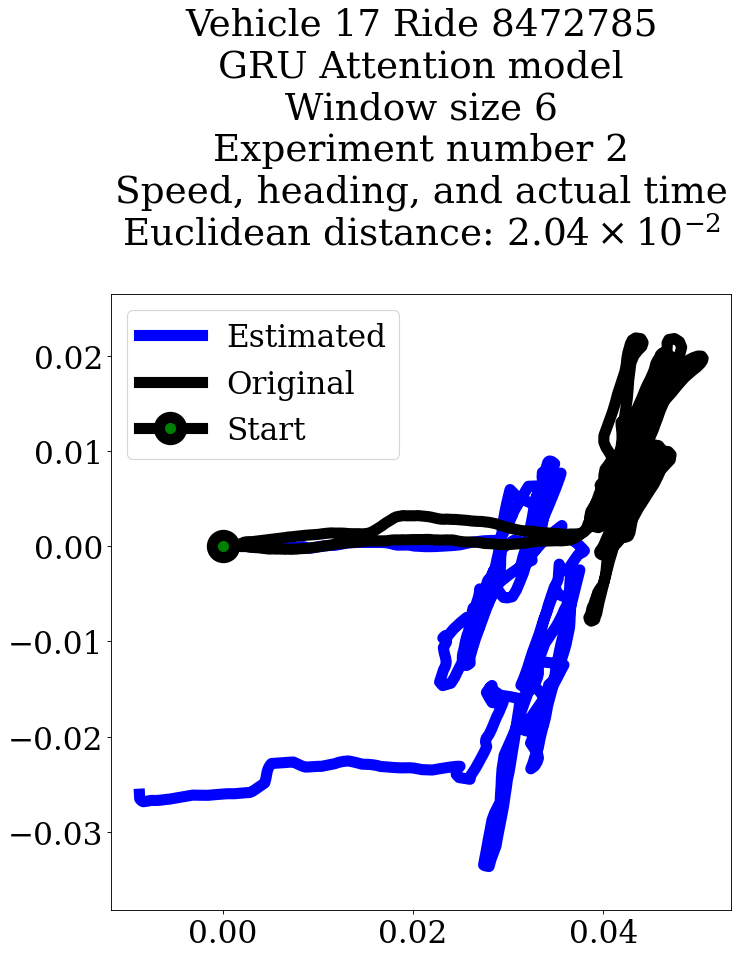 Vehicle 17 Ride 8472785
GRU Attention model
Window size 6
Experiment number 2
Speed, heading, and actual time
Euclidean distance: 2.04 × 10⁻²
Estimated
Original
Start
0.02
0.01
0.00
−0.01
−0.02
−0.03
0.00 0.02 0.04